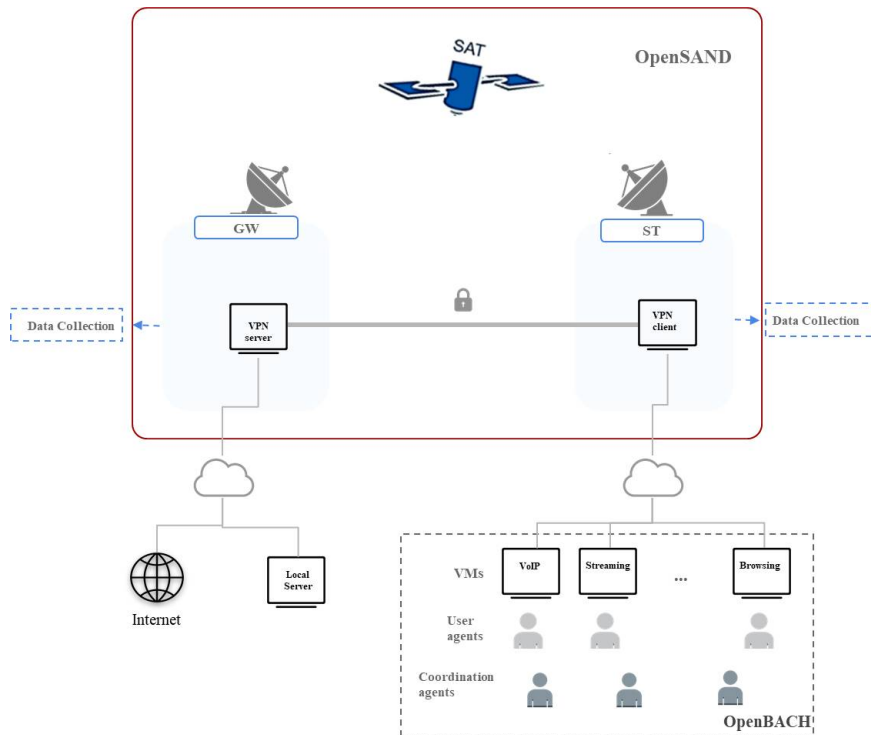 SAT
OpenSAND
GW
ST
Data Collection
VPN
server
VPN
client
Data Collection
Internet
Local
Server
VMs
VoIP
Streaming
...
Browsing
User
agents
Coordination
agents
OpenBACH